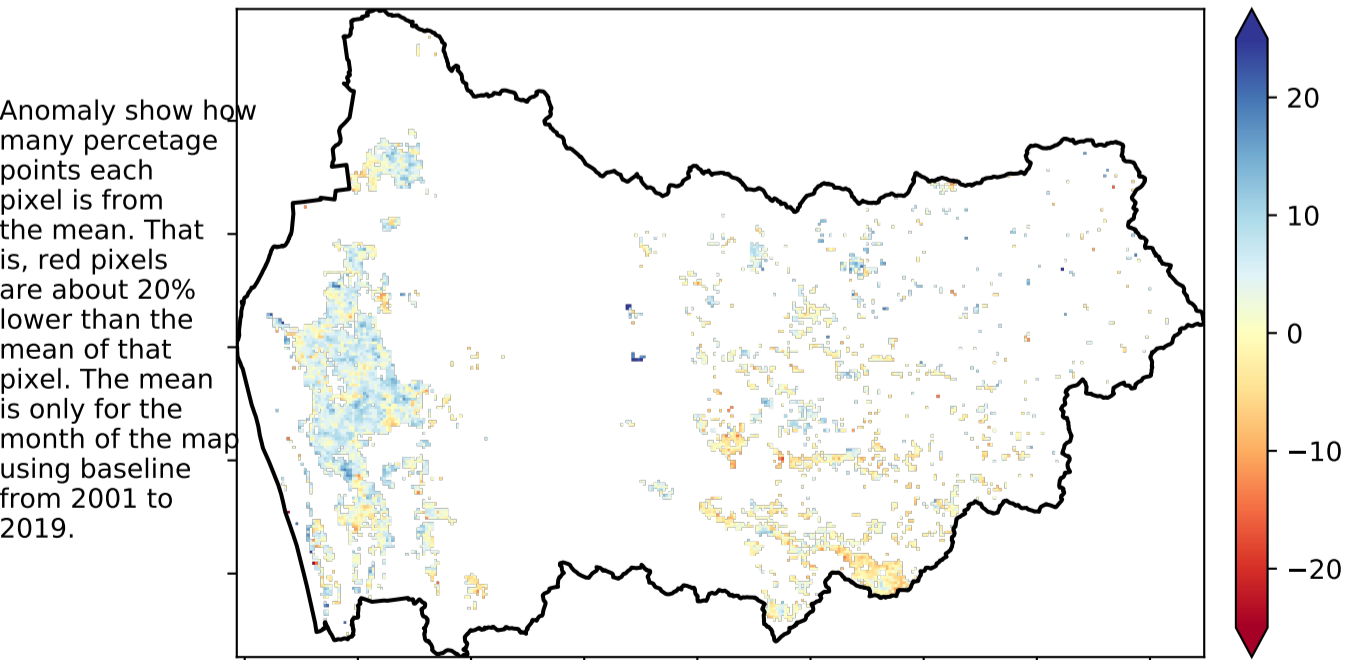 Anomaly show how
many percetage
points each
pixel is from
the mean. That
is, red pixels
are about 20%
lower than the
mean of that
pixel. The mean
is only for the
month of the map
using baseline
from 2001 to
2019.
20
10
0
−10
−20